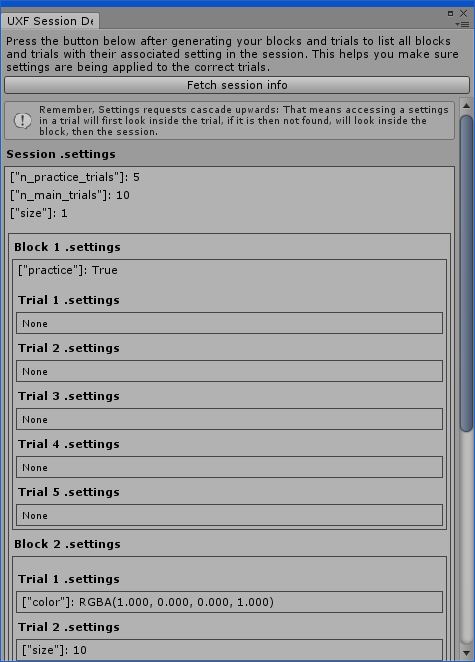 UXF Session De
Press the button below after generating your blocks and trials to list all blocks
and trials with their associated setting in the session. This helps you make sure
settings are being applied to the correct trials.
Fetch session info
Remember, Settings requests cascade upwards: That means accessing a settings
in a trial will first look inside the trial, if it is then not found, will look inside the
block, then the session.
Session .settings
["n_practice_trials"]: 5
["n_main_trials"]: 10
["size"]: 1
Block 1 .settings
["practice"]: True
Trial 1 .settings
None
Trial 2 .settings
None
Trial 3 .settings
None
Trial 4 .settings
None
Trial 5 .settings
None
Block 2 .settings
Trial 1 .settings
["color"]: RGBA(1.000, 0.000, 0.000, 1.000)
Trial 2 .settings
["size"]: 10